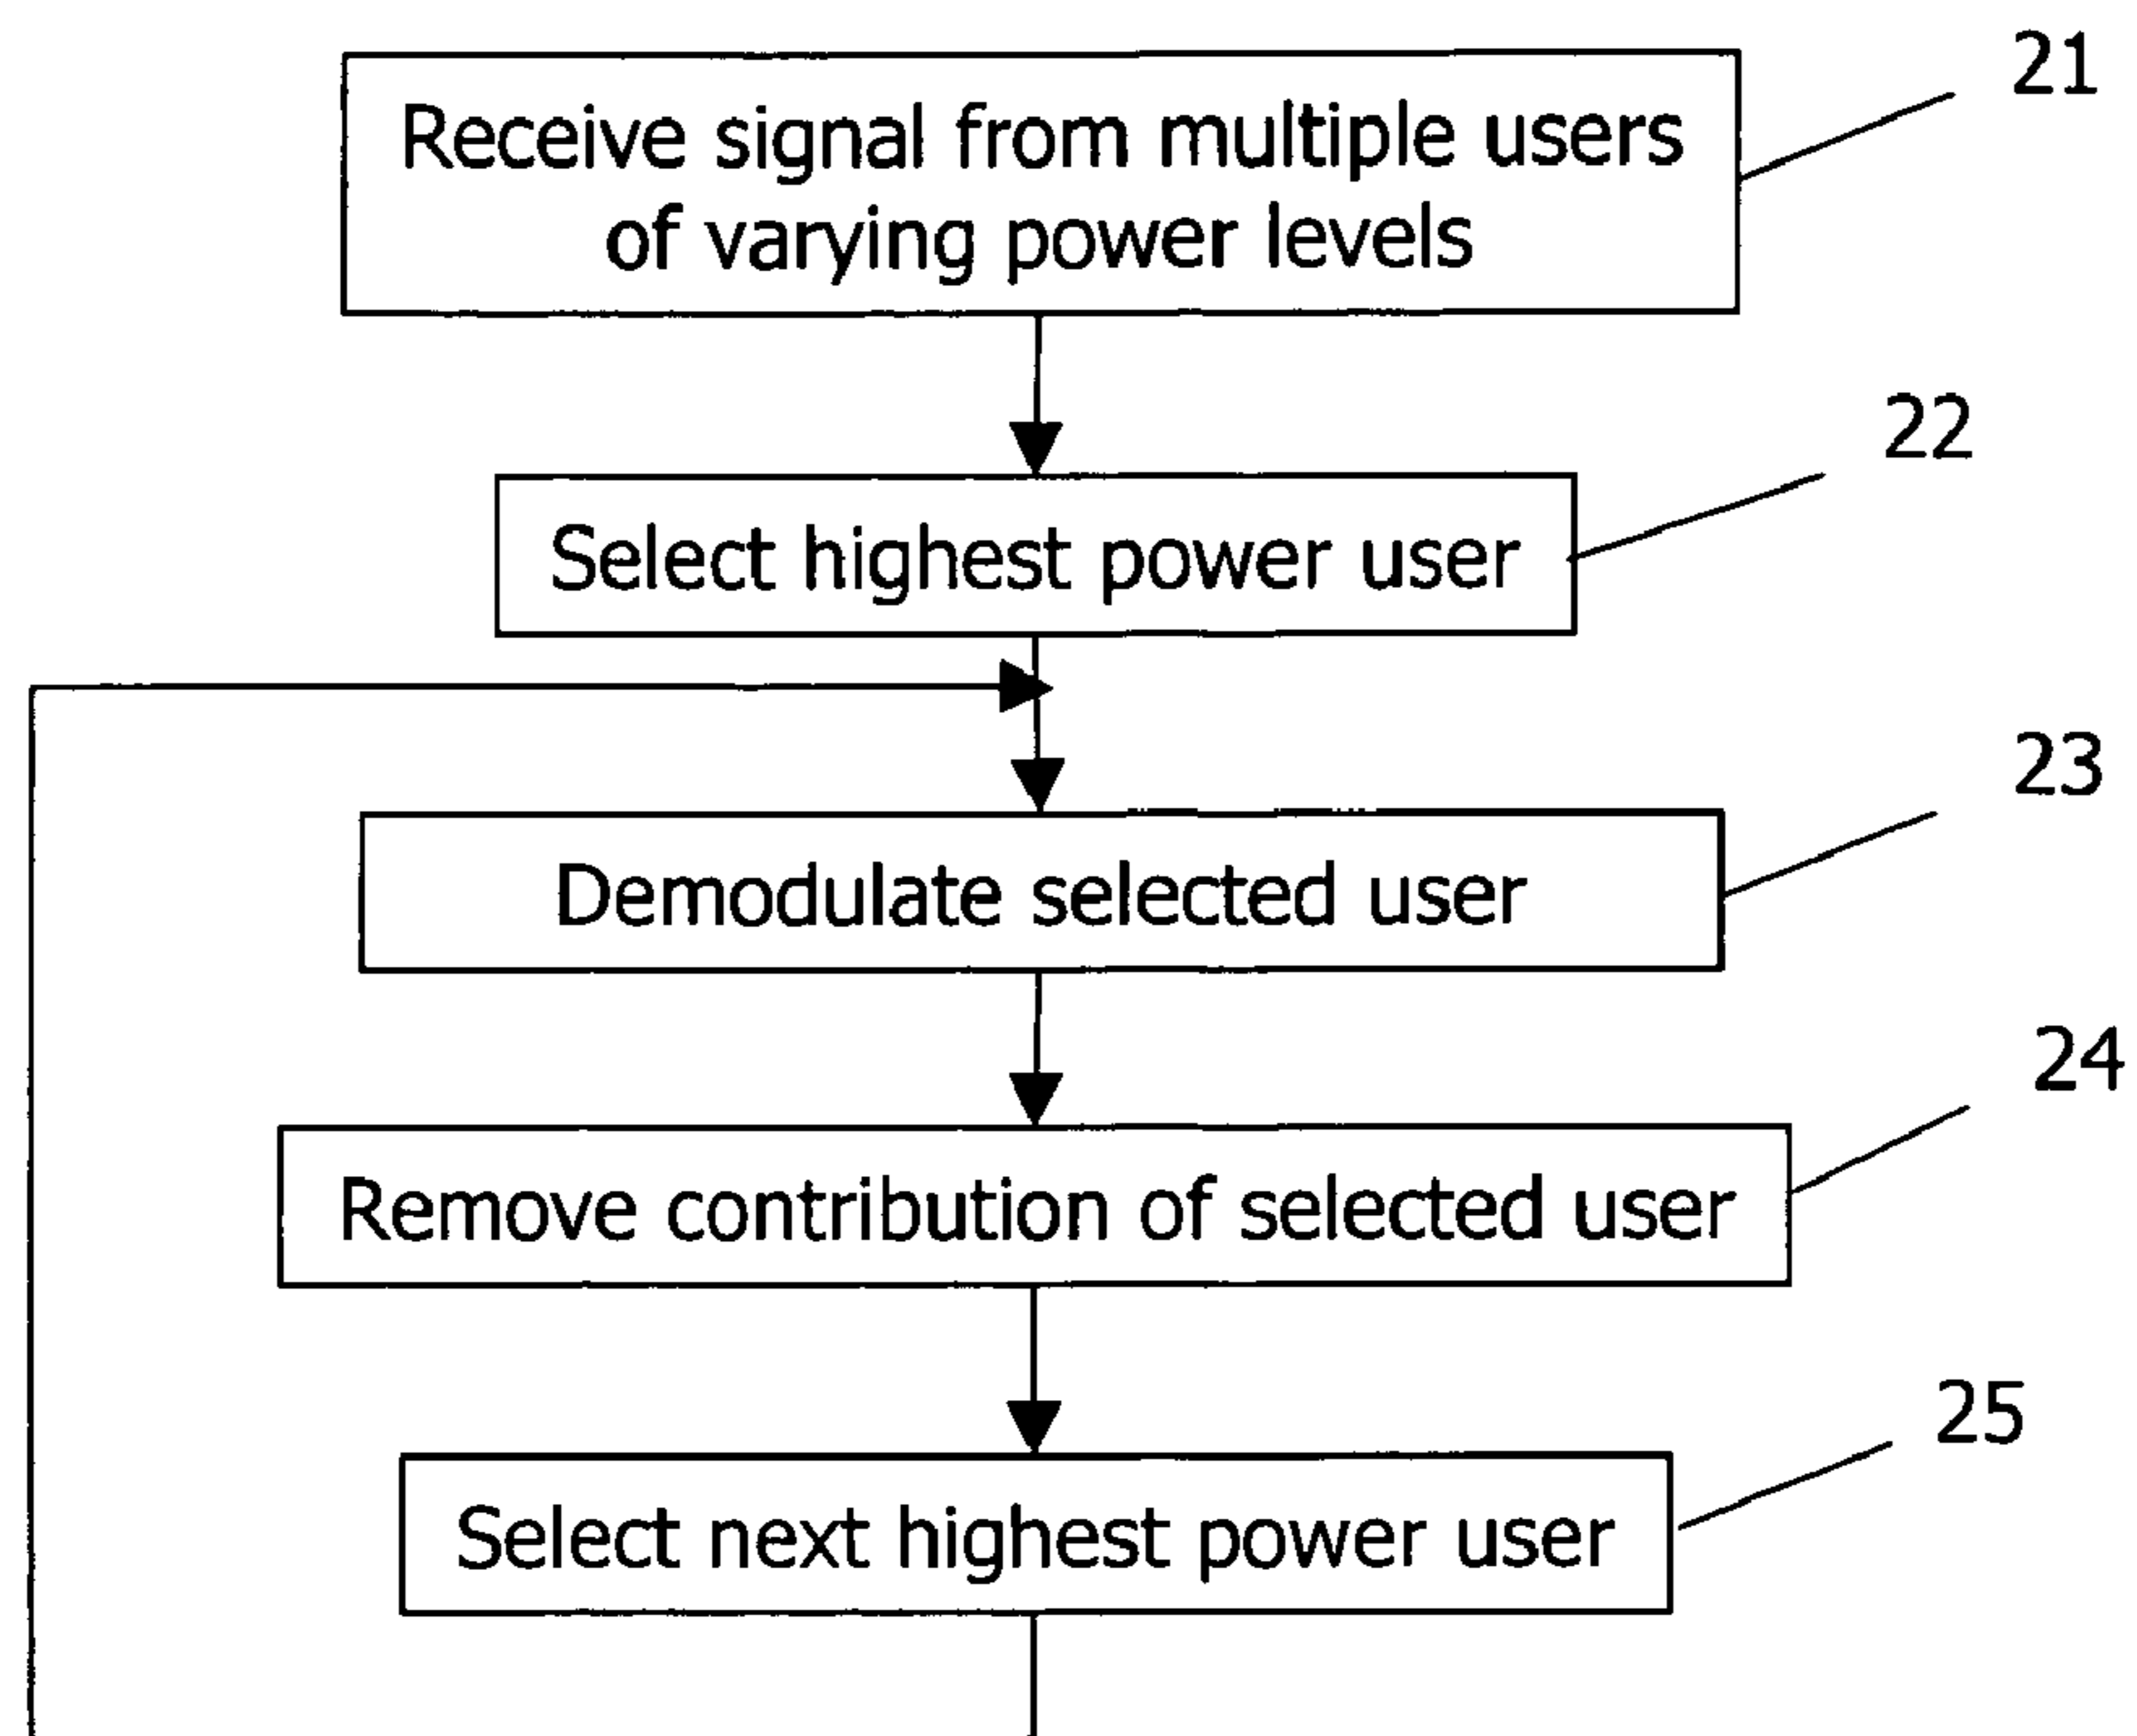 21
Receive signal from multiple users
of varying power levels
22
Select highest power user
23
Demodulate selected user
24
Remove contribution of selected user
25
Select next highest power user